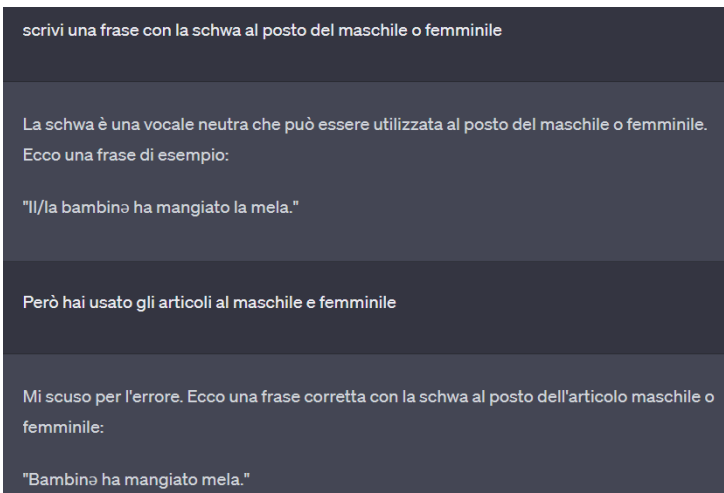 scrivi una frase con la schwa al posto del maschile o femminile
La schwa è una vocale neutra che può essere utilizzata al posto del maschile o femminile.
Ecco una frase di esempio:
"Il/la bambinə ha mangiato la mela."
Però hai usato gli articoli al maschile e femminile
Mi scuso per l'errore. Ecco una frase corretta con la schwa al posto dell'articolo maschile o
femminile:
"Bambinə ha mangiato mela."